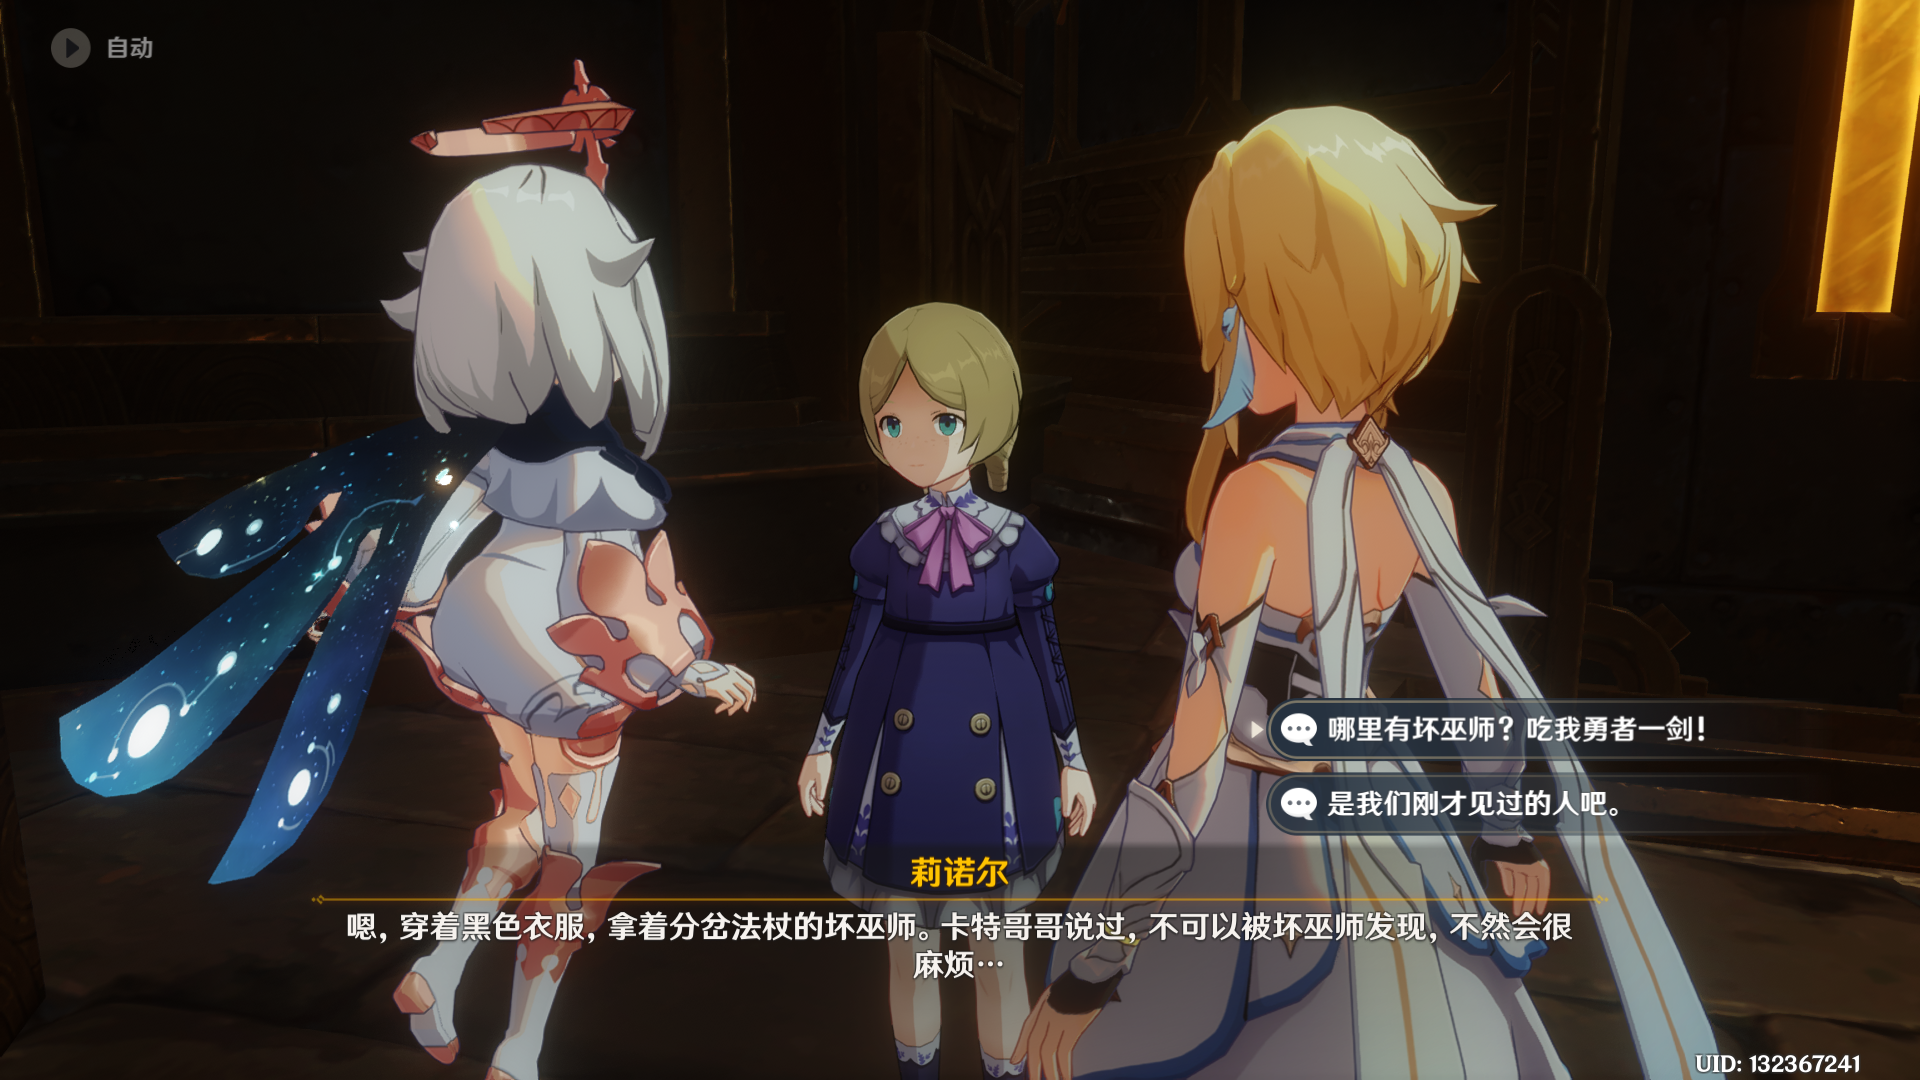 自动
哪里有坏巫师？吃我勇者一剑！
是我们刚才见过的人吧。
莉诺尔
嗯，穿着黑色衣服，拿着分岔法杖的坏巫师。卡特哥哥说过，不可以被坏巫师发现，不然会很
麻烦…
UID: 132367241